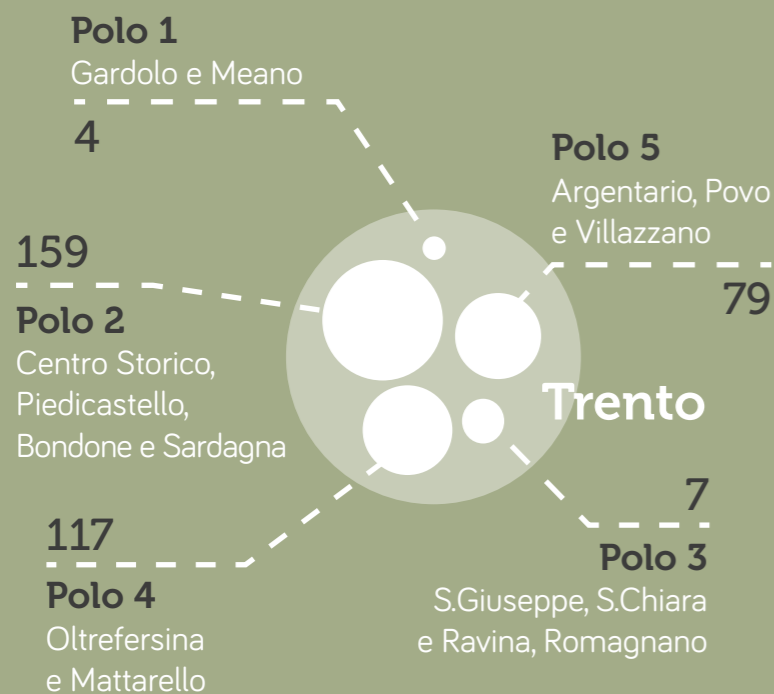 Polo 1
Gardolo e Meano
4
Polo 5
Argentario, Povo
e Villazzano
79
159
Polo 2
Centro Storico,
Piedicastello,
Bondone e Sardagna
Trento
7
Polo 3
S.Giuseppe, S.Chiara
e Ravina, Romagnano
117
Polo 4
Oltrefersina
e Mattarello